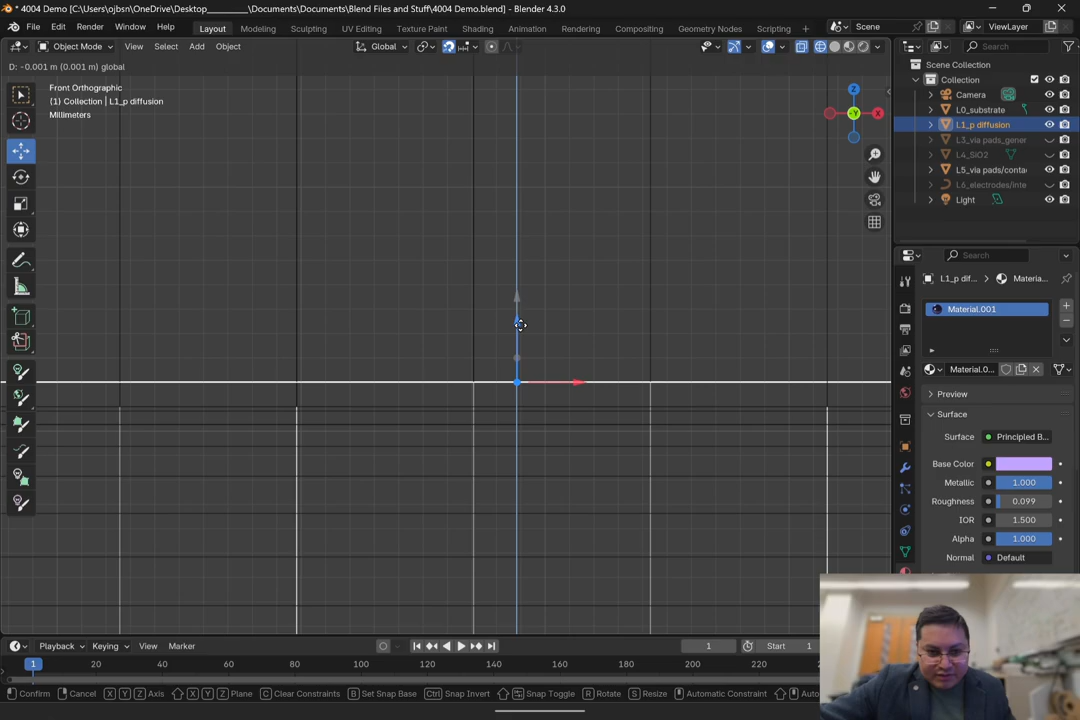 * 4004 Demo [C:\Users\ojbsn\OneDrive\Desktop_________\Documents\Documents\Blend Files and Stuff\4004 Demo.blend] - Blender 4.3.0
File Edit Render Window Help Layout Modeling Sculpting UV Editing Texture Paint Shading Animation Rendering Compositing Geometry Nodes Scripting + Scene ViewLayer
Object Mode View Select Add Object Global Search
D: -0.001 m (0.001 m) global
Front Orthographic
(1) Collection | L1_p diffusion
Millimeters
Z
X
-Y
Scene Collection
Collection
Camera
L0_substrate
L1_p diffusion
L3_via pads_gener
L4_SiO2
L5_via pads/conta
L6_electrodes/inte
Light
Search
L1_p dif... > Materia...
Material.001
Material.0...
Preview
Surface
Surface Principled B...
Base Color
Metallic 1.000
Roughness 0.099
IOR 1.500
Alpha 1.000
Normal Default
Playback Keying View Marker 1 Start 1
1 20 40 60 80 100 120 140 160 180 200 220
Confirm Cancel X Y Z Axis X Y Z Plane C Clear Constraints B Set Snap Base Ctrl Snap Invert Snap Toggle R Rotate S Resize Automatic Constraint Auto